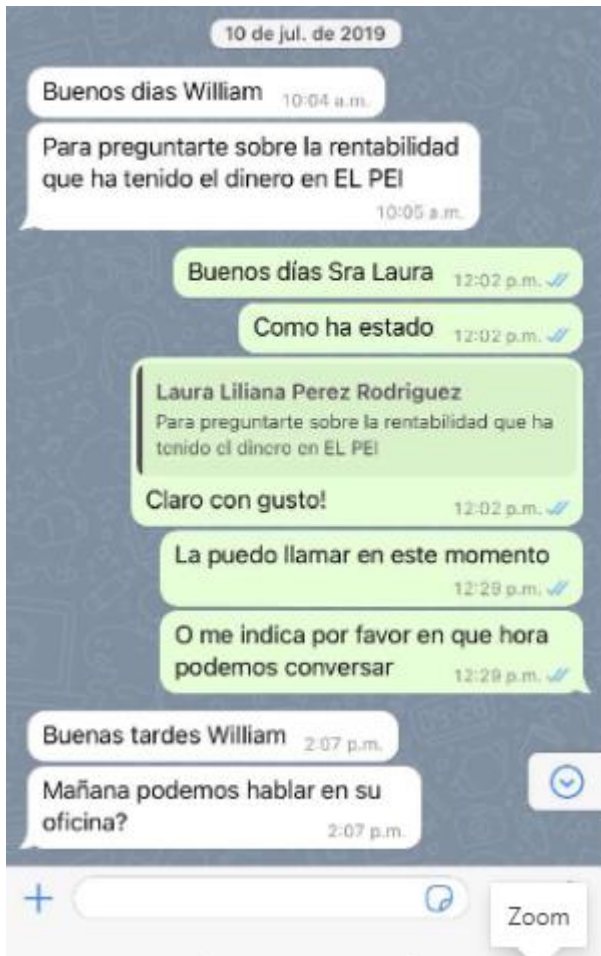 10 de jul. de 2019
Buenos dias William 10:04 a.m.
Para preguntarte sobre la rentabilidad
que ha tenido el dinero en EL PEI
10:05 a.m.
Buenos días Sra Laura 12:02 p.m.
Como ha estado 12:02 p.m.
Laura Liliana Perez Rodriguez
Para preguntarte sobre la rentabilidad que ha
tenido el dinero en EL PEI
Claro con gusto! 12:02 p.m.
La puedo llamar en este momento
12:29 p.m.
O me indica por favor en que hora
podemos conversar 12:29 p.m.
Buenas tardes William 2:07 p.m.
Mañana podemos hablar en su
oficina? 2:07 p.m.
Zoom